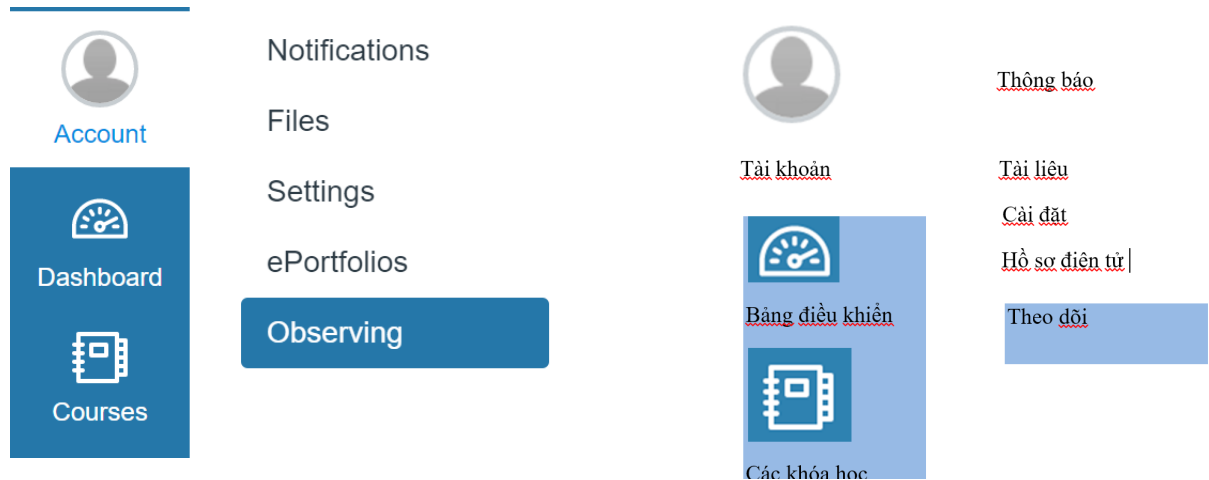 Account
Dashboard
Courses
Notifications
Files
Settings
ePortfolios
Observing
Tài khoản
Bảng điều khiển
Các khóa học
Thông báo
Tài liệu
Cài đặt
Hồ sơ điện tử
Theo dõi